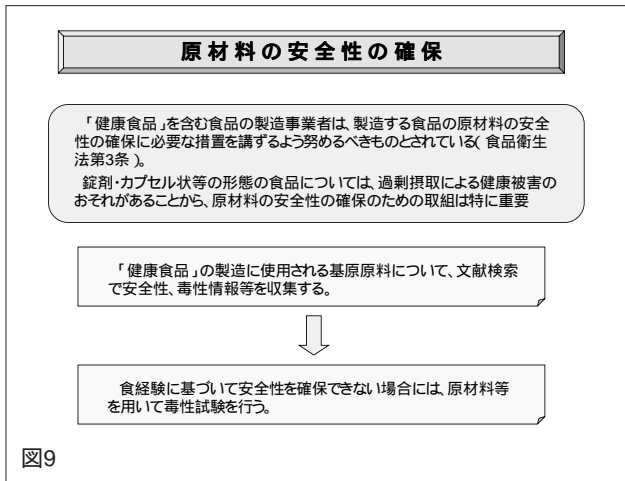 原材料の安全性の確保
「健康食品」を含む食品の製造事業者は、製造する食品の原材料の安全
性の確保に必要な措置を講ずるよう努めるべきものとされている(食品衛生
法第3条)。
錠剤・カプセル状等の形態の食品については、過剰摂取による健康被害の
おそれがあることから、原材料の安全性の確保のための取組は特に重要
「健康食品」の製造に使用される基原原料について、文献検索
で安全性、毒性情報等を収集する。
食経験に基づいて安全性を確保できない場合には、原材料等
を用いて毒性試験を行う。
図9